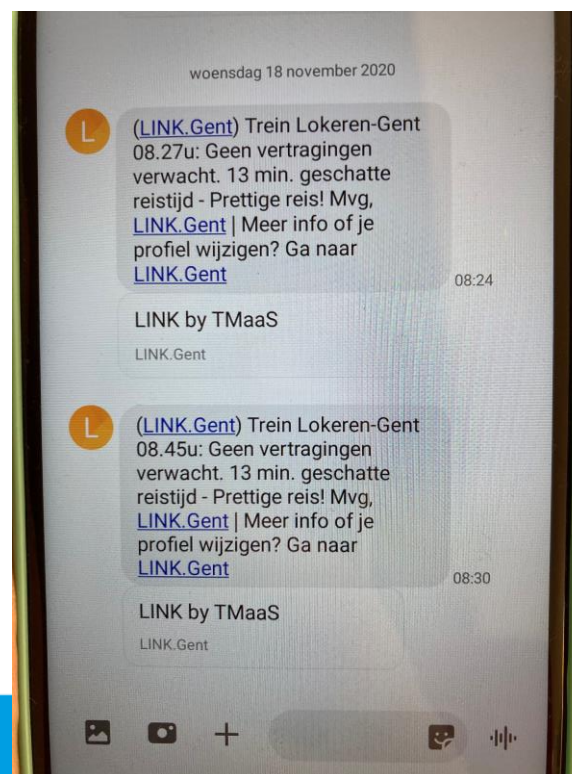 woensdag 18 november 2020
L
(LINK.Gent) Trein Lokeren-Gent
08.27u: Geen vertragingen
verwacht. 13 min. geschatte
reistijd - Prettige reis! Mvg,
LINK.Gent | Meer info of je
profiel wijzigen? Ga naar
LINK.Gent
08:24
LINK by TMaaS
LINK.Gent
L
(LINK.Gent) Trein Lokeren-Gent
08.45u: Geen vertragingen
verwacht. 13 min. geschatte
reistijd - Prettige reis! Mvg,
LINK.Gent | Meer info of je
profiel wijzigen? Ga naar
LINK.Gent
08:30
LINK by TMaaS
LINK.Gent